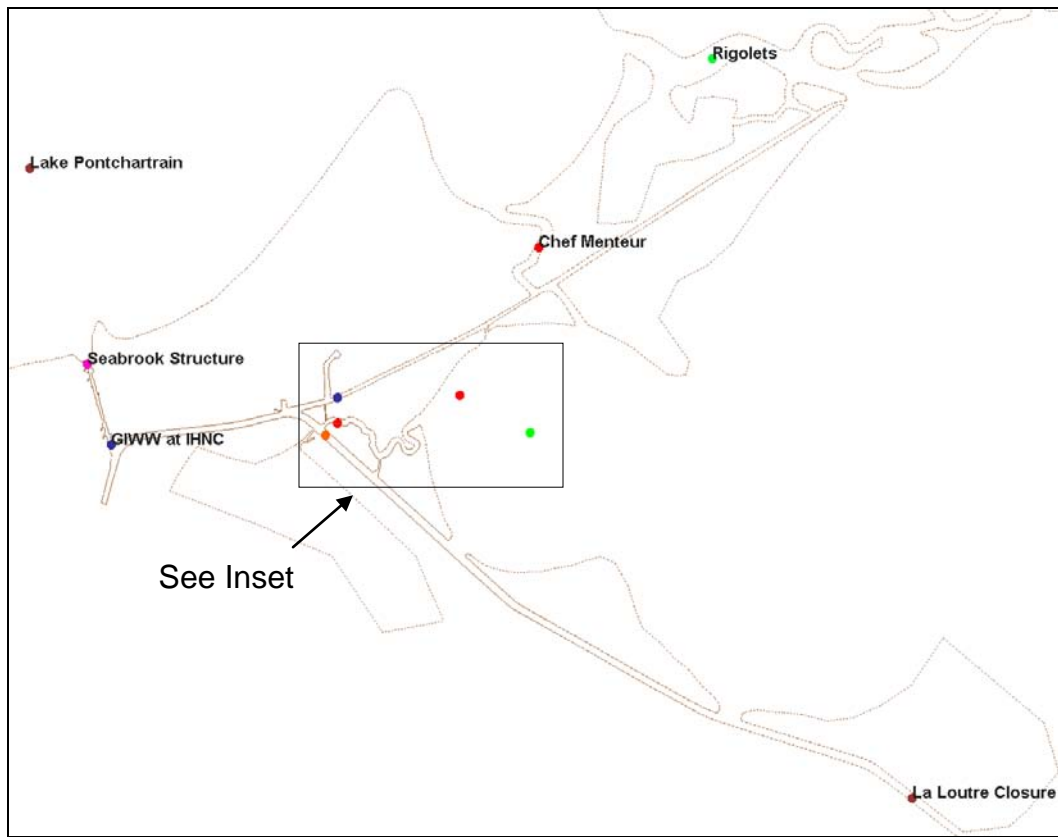 Rigolets
Lake Pontchartrain
Chef Menteur
Seabrook Structure
GIWW at IHNC
See Inset
La Loutre Closure